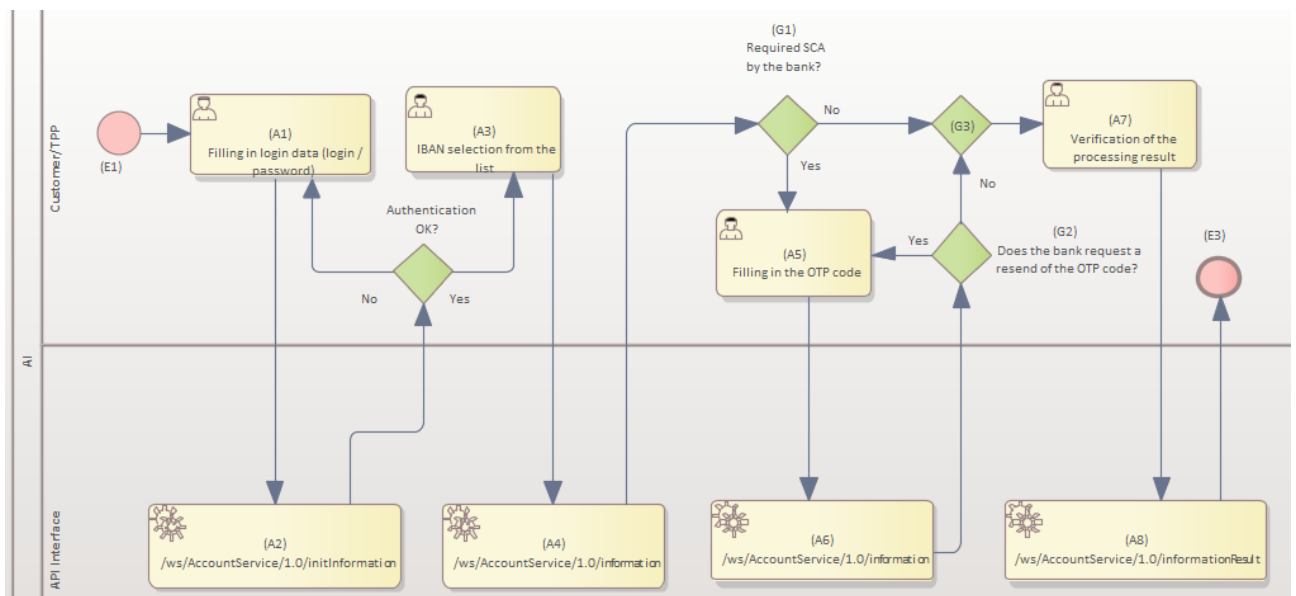 AI
Customer/TPP
API Interface
(E1)
(A1)
Filling in login data (login /
password)
(A3)
IBAN selection from the
list
Authentication
OK?
No
Yes
(G1)
Required SCA
by the bank?
No
Yes
(G3)
No
(A7)
Verification of the
processing result
(A5)
Filling in the OTP code
Yes
(G2)
Does the bank request a
resend of the OTP code?
(E3)
(A2)
/ws/AccountService/1.0/initInformation
(A4)
/ws/AccountService/1.0/information
(A6)
/ws/AccountService/1.0/information
(A8)
/ws/AccountService/1.0/informationResult